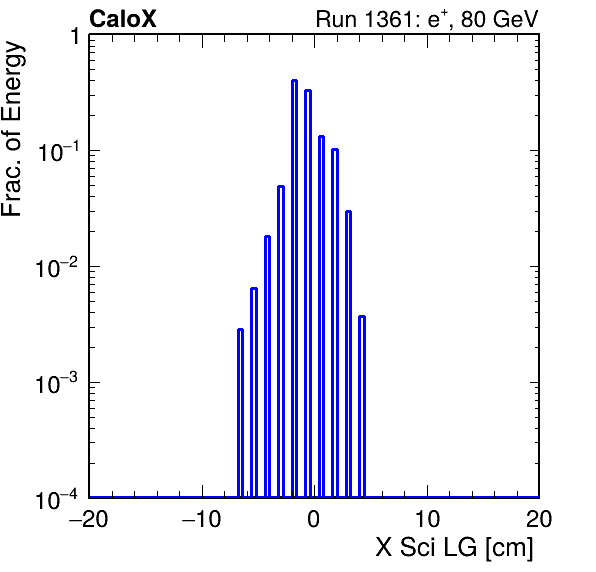 CaloX Run 1361: e⁺, 80 GeV
Frac. of Energy
1
10⁻¹
10⁻²
10⁻³
10⁻⁴
−20 −10 0 10 20
X Sci LG [cm]